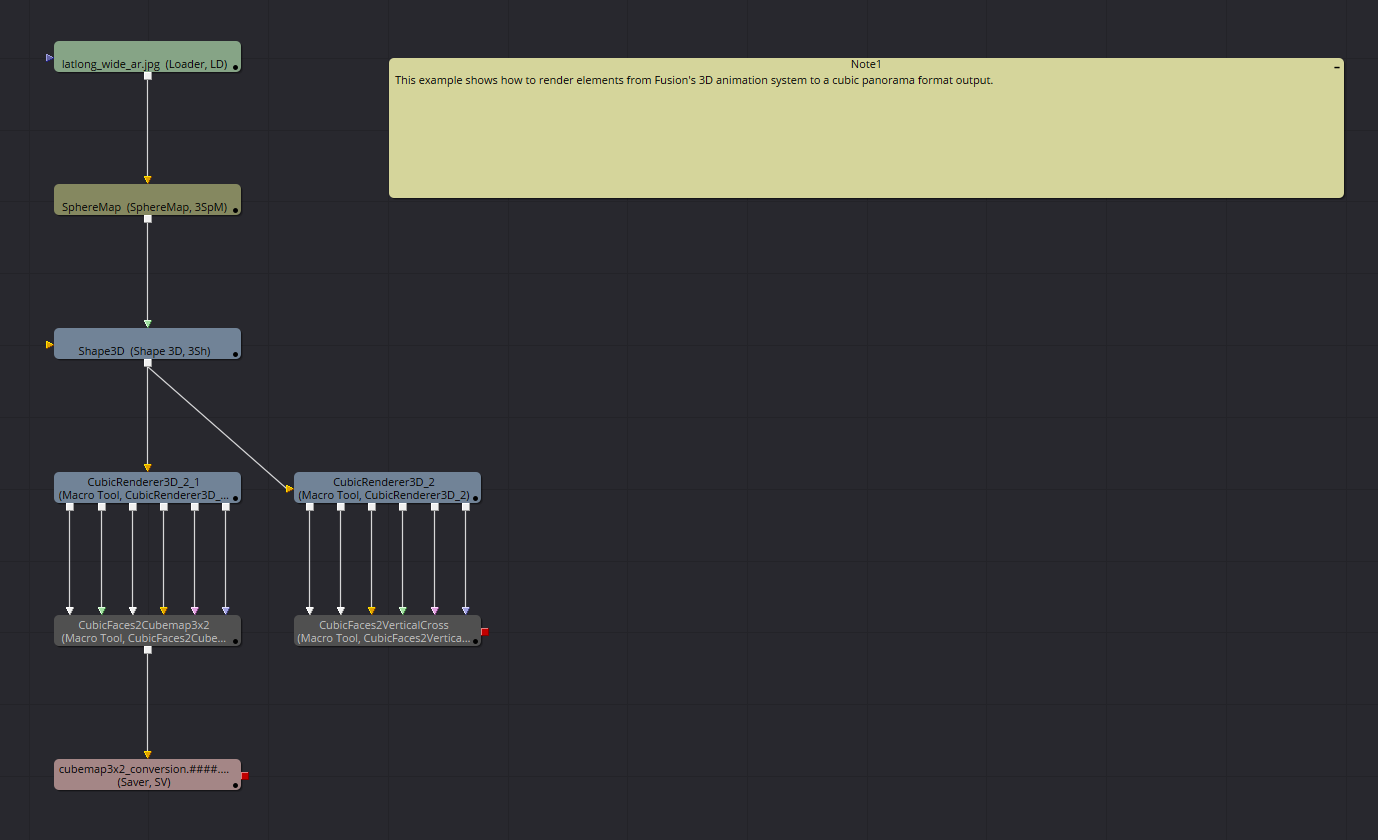 latlong_wide_ar.jpg (Loader, LD)
Note1
This example shows how to render elements from Fusion's 3D animation system to a cubic panorama format output.
SphereMap (SphereMap, 3SpM)
Shape3D (Shape 3D, 3Sh)
CubicRenderer3D_2_1
(Macro Tool, CubicRenderer3D_...
CubicRenderer3D_2
(Macro Tool, CubicRenderer3D_2)
CubicFaces2Cubemap3x2
(Macro Tool, CubicFaces2Cube...
CubicFaces2VerticalCross
(Macro Tool, CubicFaces2Vertica...
cubemap3x2_conversion.####....
(Saver, SV)